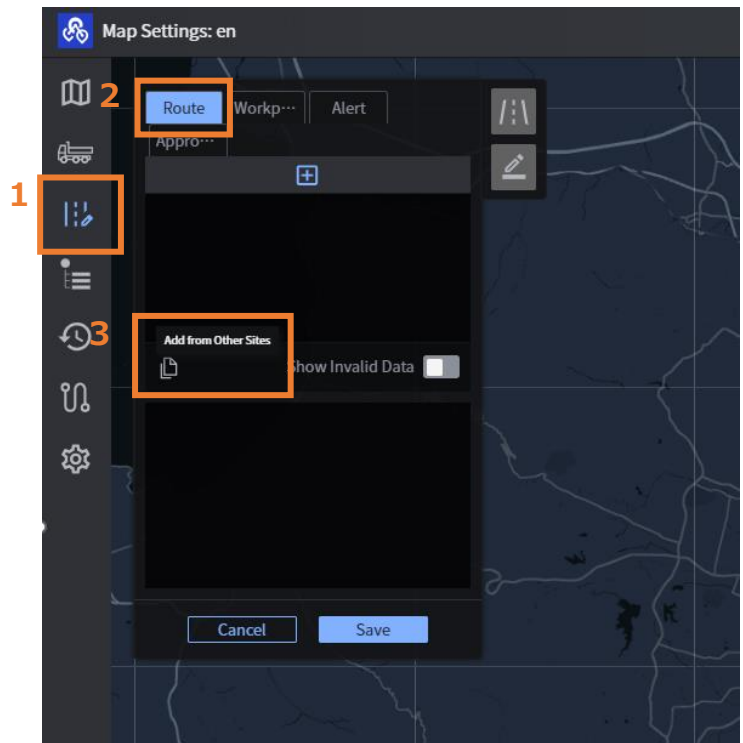 Map Settings: en
2
Route
Workp···
Alert
Appro···
1
3
Add from Other Sites
Show Invalid Data
Cancel
Save